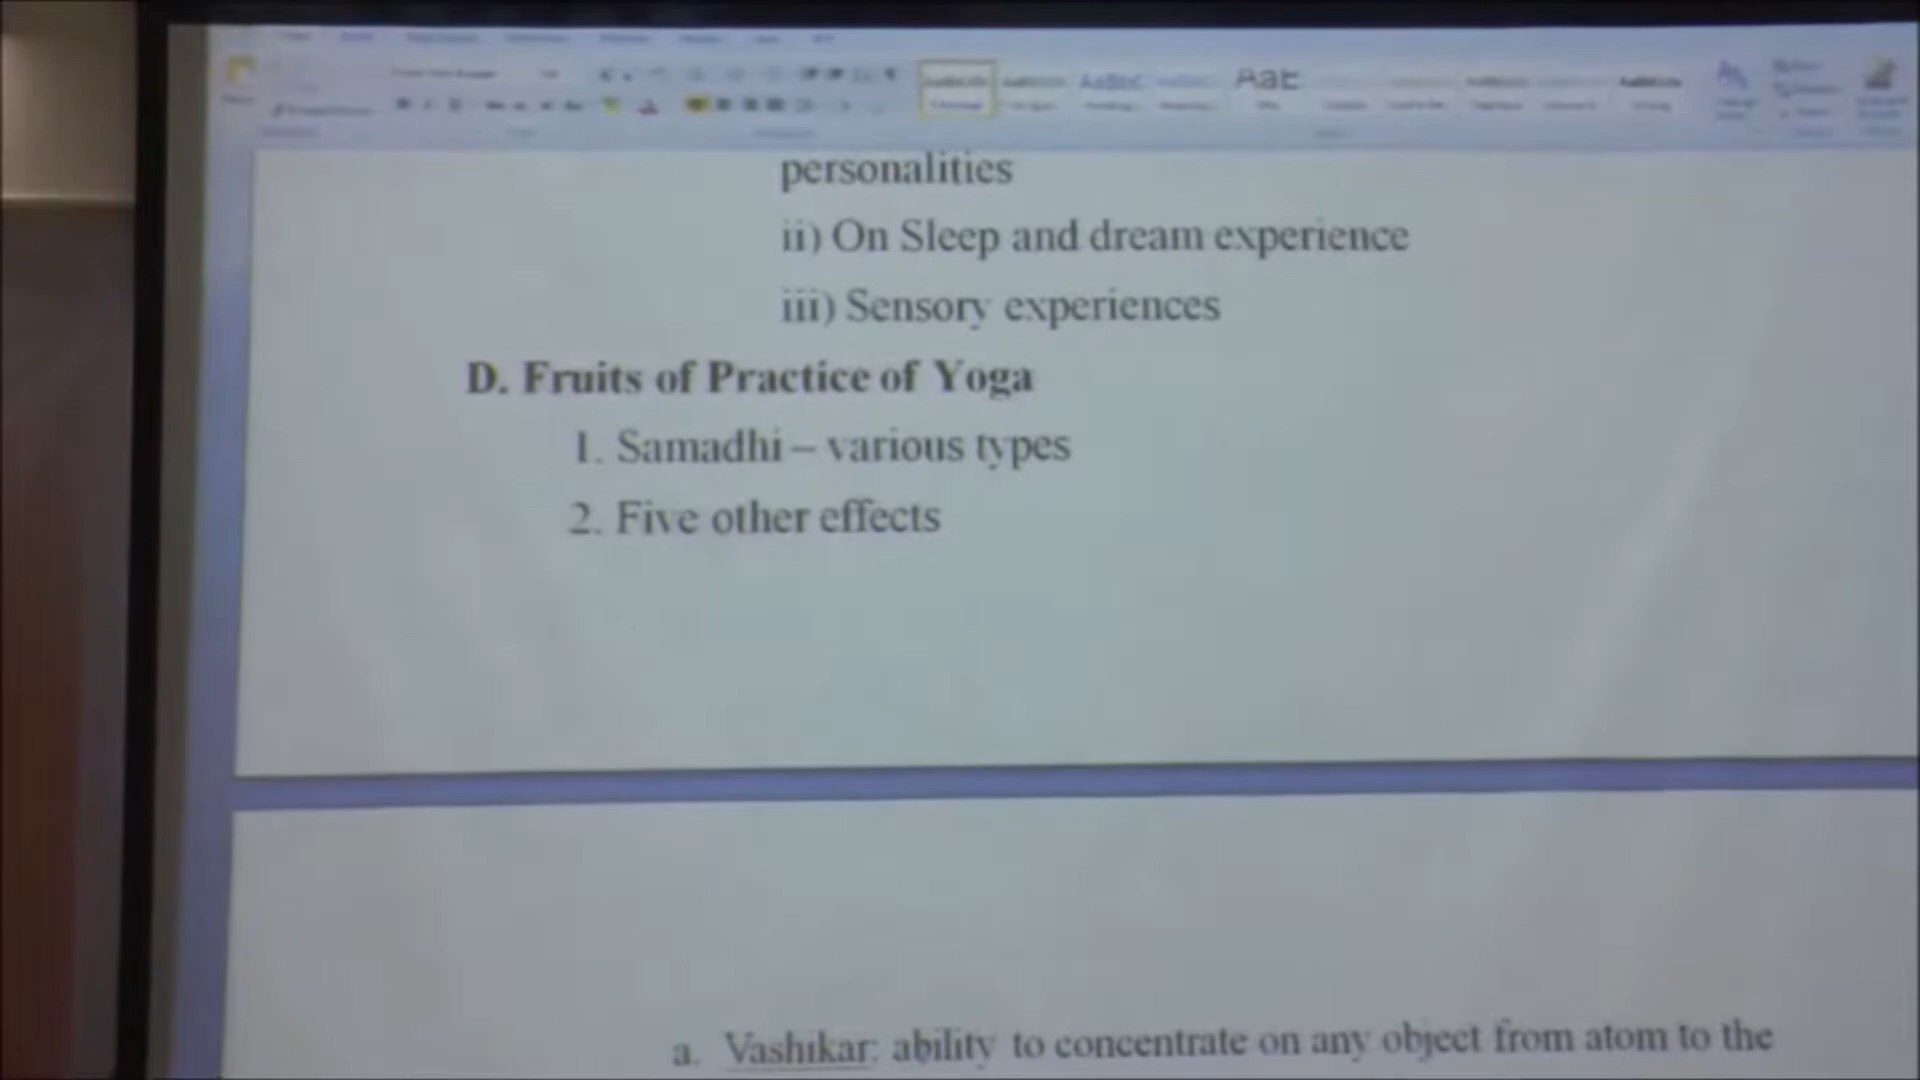 personalities
ii) On Sleep and dream experience
iii) Sensory experiences
D. Fruits of Practice of Yoga
1. Samadhi – various types
2. Five other effects
a. Vashikar: ability to concentrate on any object from atom to the